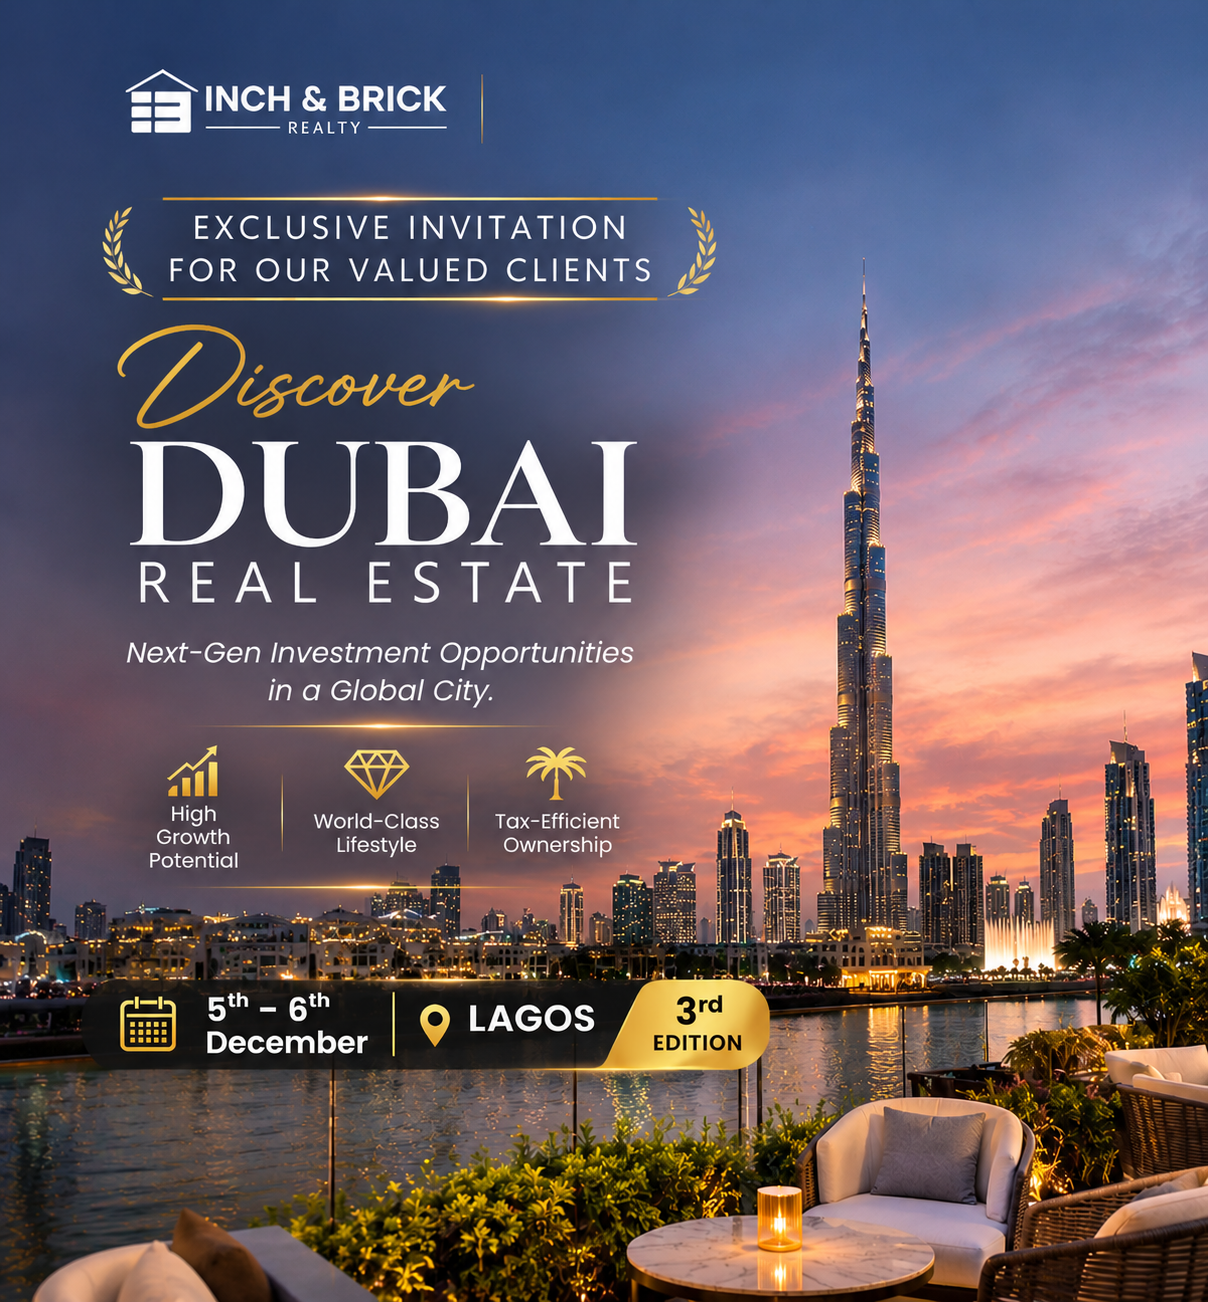 INCH & BRICK
REALTY
EXCLUSIVE INVITATION
FOR OUR VALUED CLIENTS
Discover
DUBAI
REAL ESTATE
Next-Gen Investment Opportunities
in a Global City.
High
Growth
Potential
World-Class
Lifestyle
Tax-Efficient
Ownership
5th – 6th
December
LAGOS
3rd
EDITION